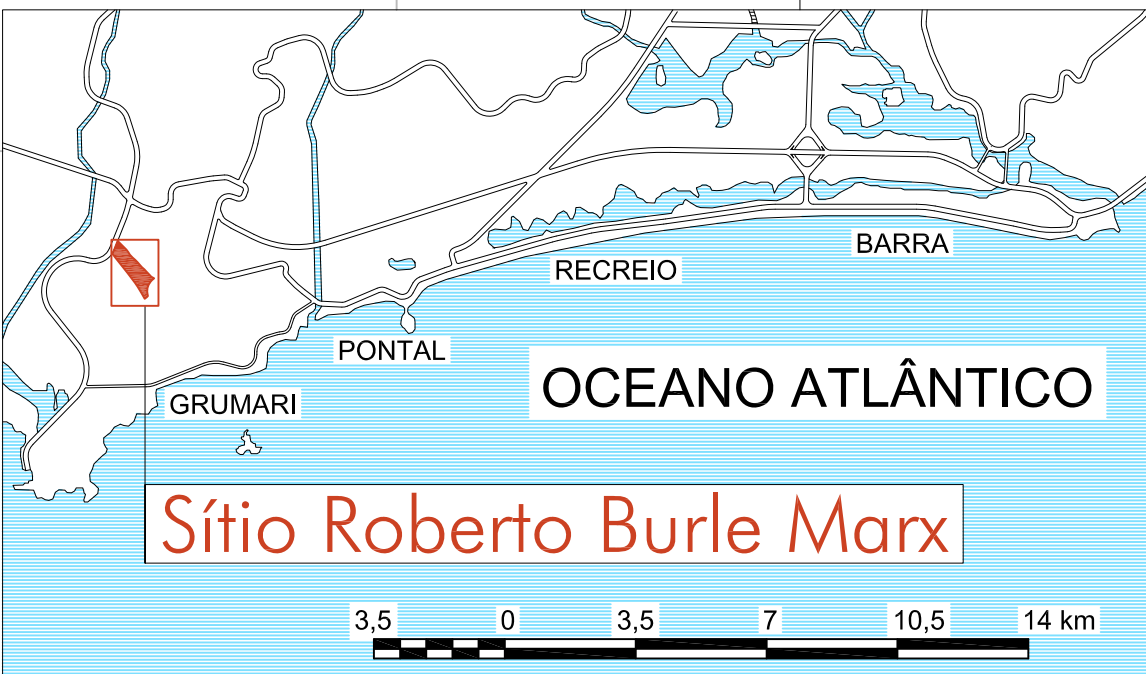 BARRA
RECREIO
PONTAL
OCEANO ATLÂNTICO
GRUMARI
Sítio Roberto Burle Marx
3,5 0 3,5 7 10,5 14 km